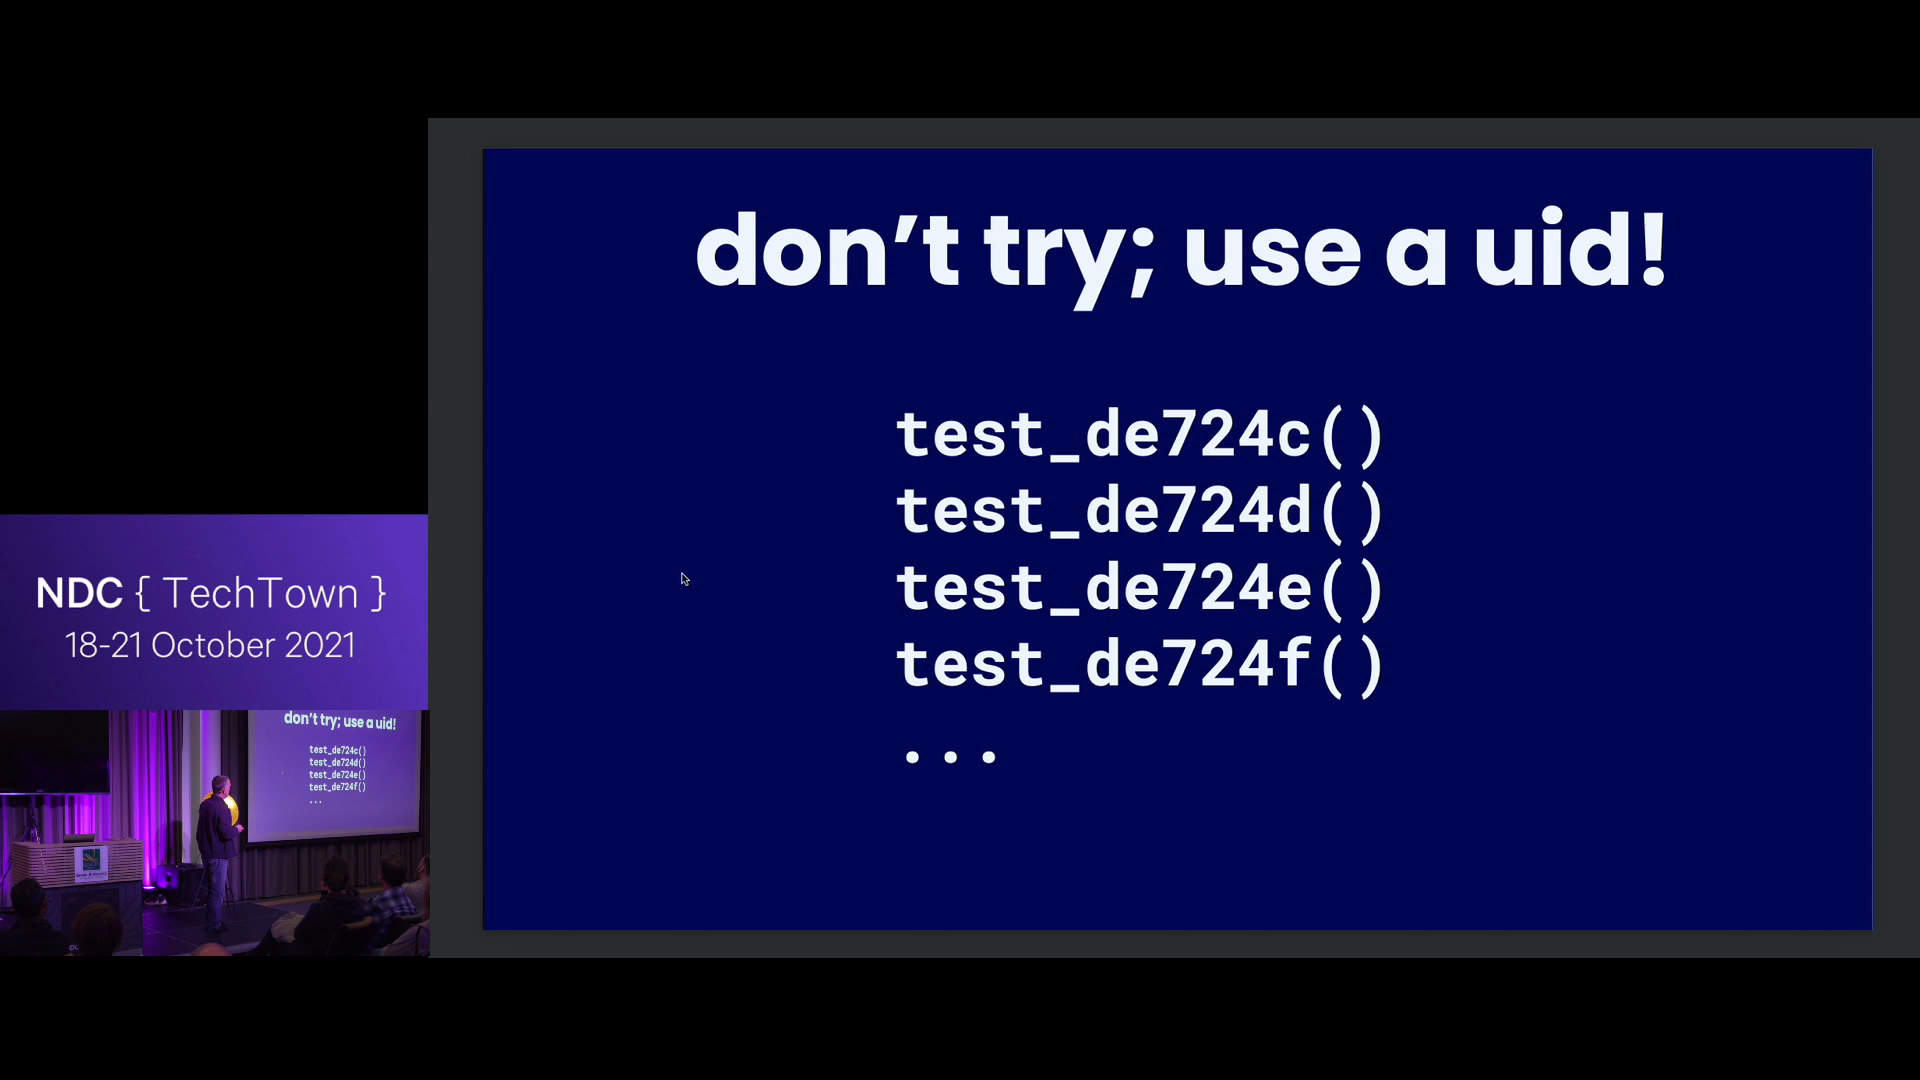 don’t try; use a uid!
test_de724c()
test_de724d()
test_de724e()
test_de724f()
...
NDC { TechTown }
18-21 October 2021
don’t try; use a uid!
test_de724c()
test_de724d()
test_de724e()
test_de724f()
...